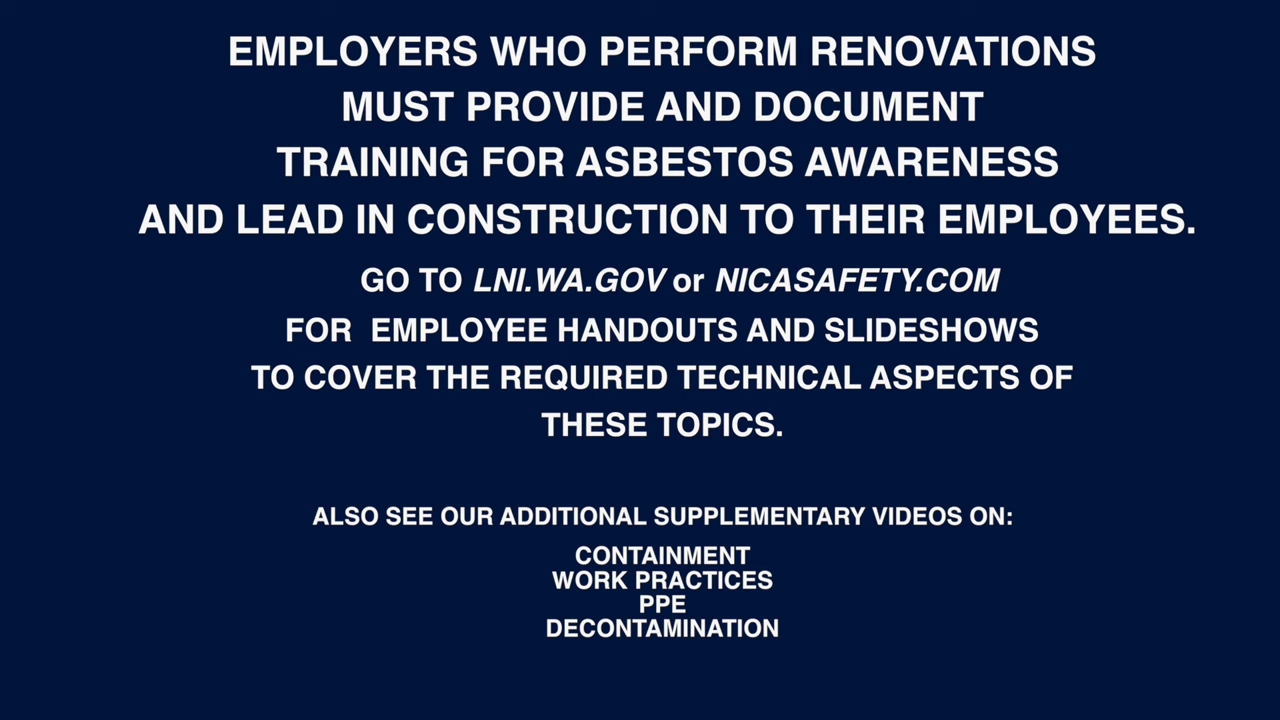 EMPLOYERS WHO PERFORM RENOVATIONS
MUST PROVIDE AND DOCUMENT
TRAINING FOR ASBESTOS AWARENESS
AND LEAD IN CONSTRUCTION TO THEIR EMPLOYEES.
GO TO LNI.WA.GOV or NICASAFETY.COM
FOR  EMPLOYEE HANDOUTS AND SLIDESHOWS
TO COVER THE REQUIRED TECHNICAL ASPECTS OF
THESE TOPICS.
ALSO SEE OUR ADDITIONAL SUPPLEMENTARY VIDEOS ON:
CONTAINMENT
WORK PRACTICES
PPE
DECONTAMINATION